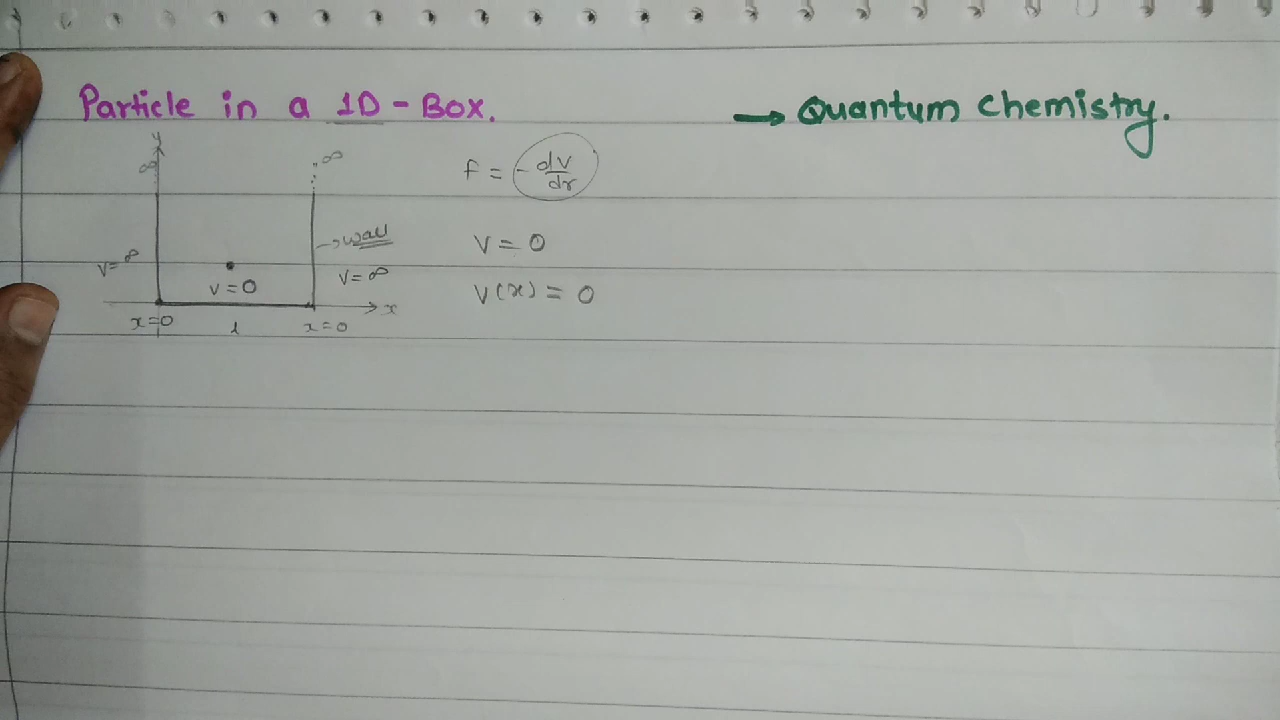 Particle in a 1D - Box.
→ Quantum Chemistry.
y
∞
∞
f = - dv/dr
→ wall
V = 0
V=∞
V=∞
V=0
V(x) = 0
x
x=0
l
x=0